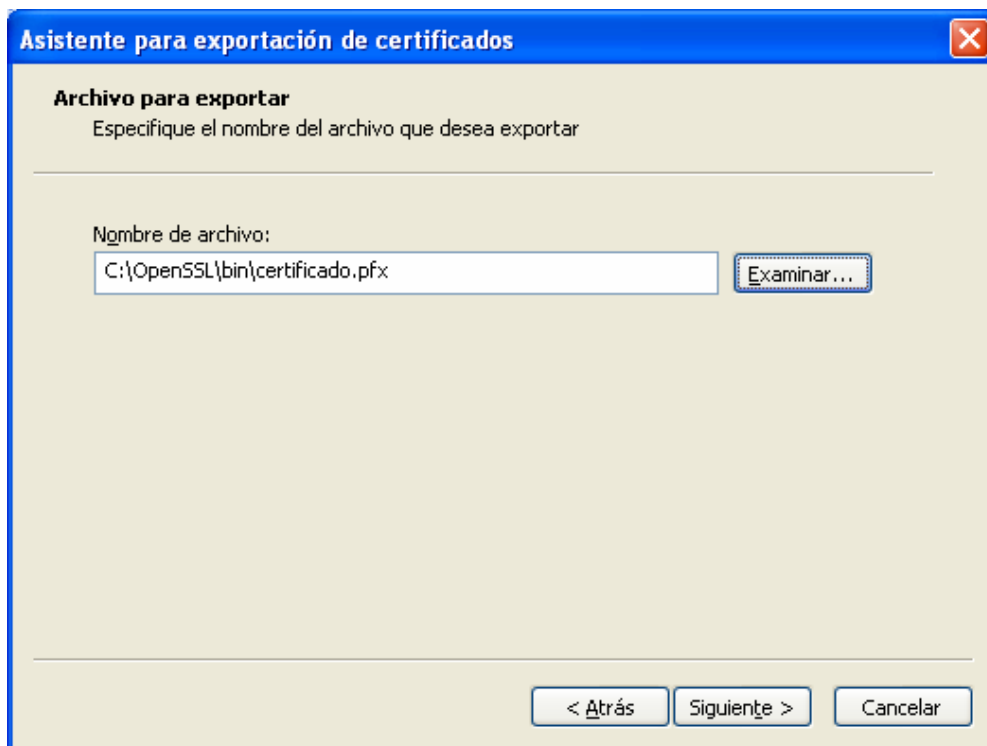 Asistente para exportación de certificados
Archivo para exportar
Especifique el nombre del archivo que desea exportar
Nombre de archivo:
C:\OpenSSL\bin\certificado.pfx
Examinar...
< Atrás
Siguiente >
Cancelar